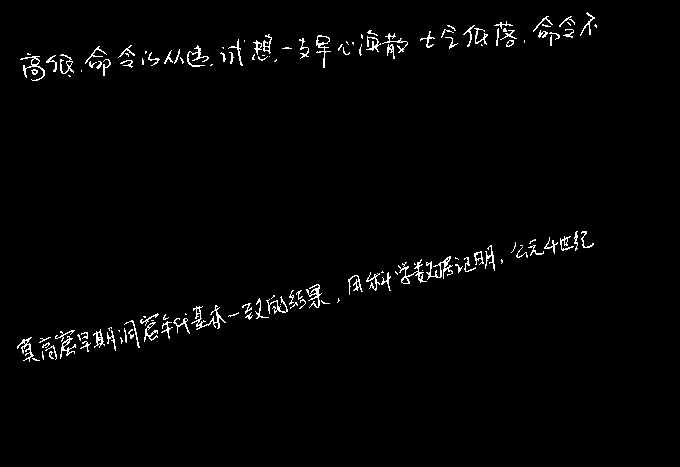 高低,命令的从违,试想,一支军心涣散 士气低落,命令不
莫高窟早期洞窟年代基本一致的结果,用科学数据证明,公元4世纪